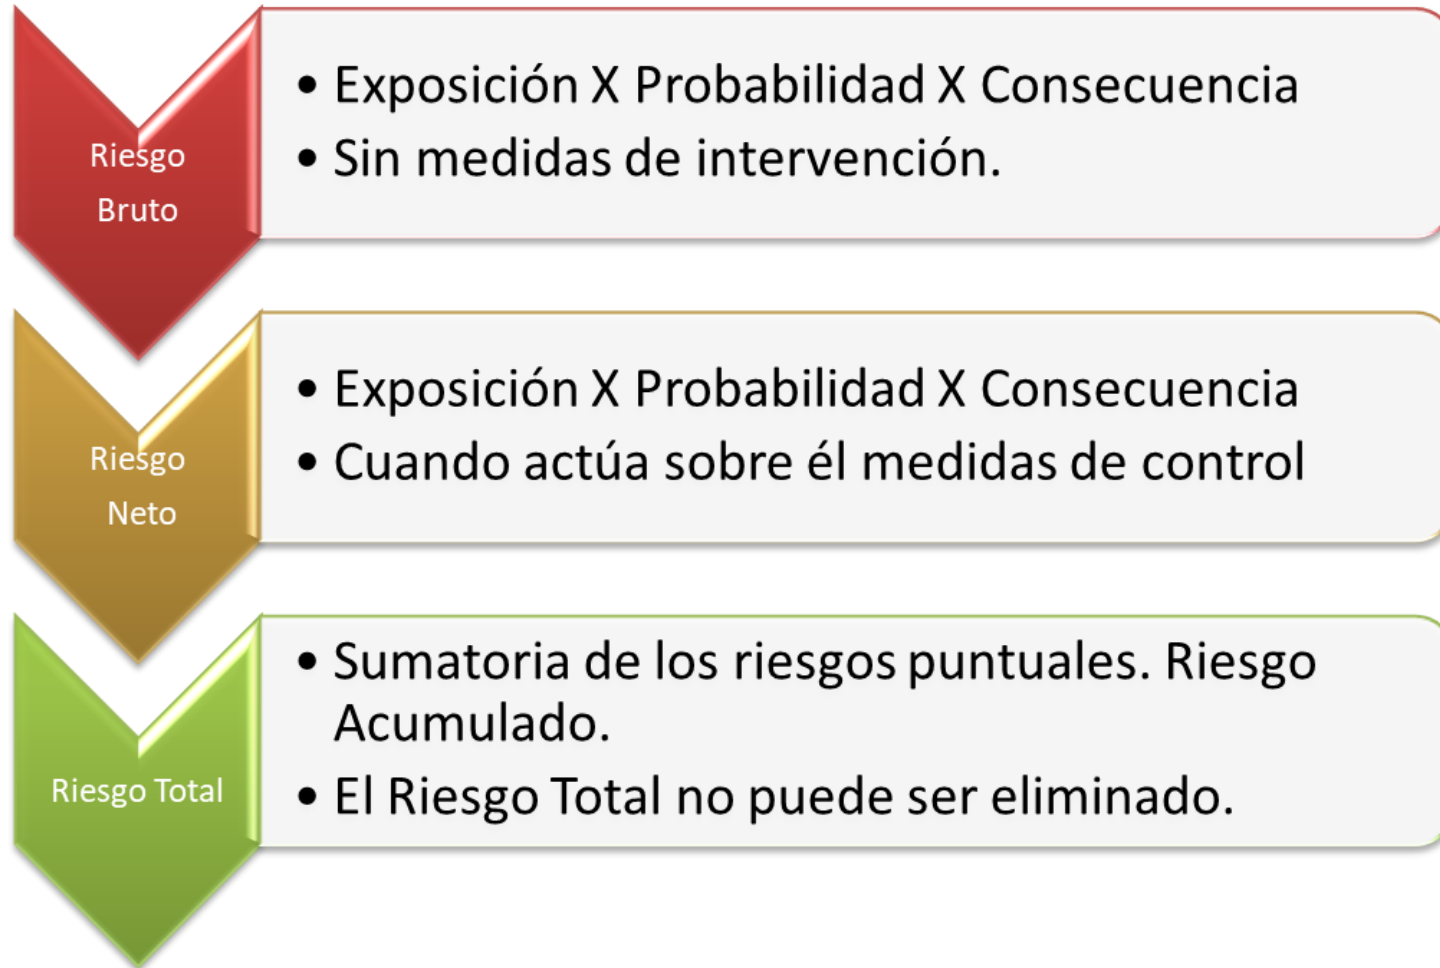 Riesgo
Bruto
• Exposición X Probabilidad X Consecuencia
• Sin medidas de intervención.
Riesgo
Neto
• Exposición X Probabilidad X Consecuencia
• Cuando actúa sobre él medidas de control
Riesgo Total
• Sumatoria de los riesgos puntuales. Riesgo
Acumulado.
• El Riesgo Total no puede ser eliminado.